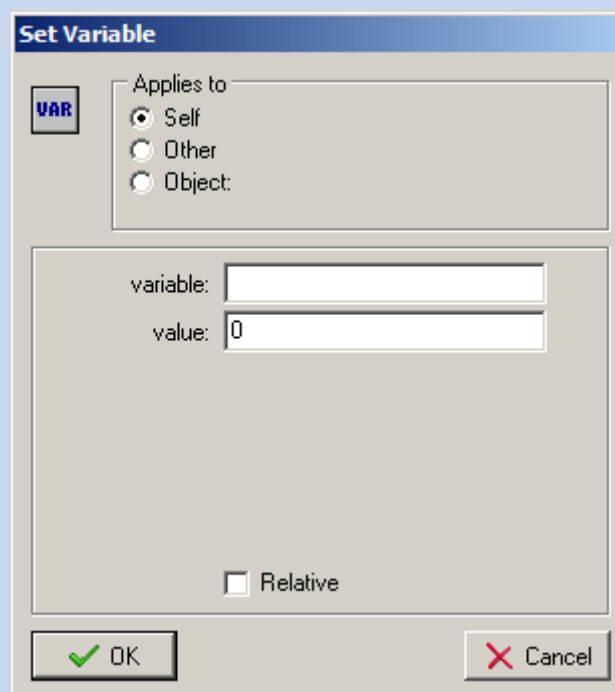 Set Variable
VAR
Applies to
Self
Other
Object:
variable:
value: 0
Relative
OK
Cancel